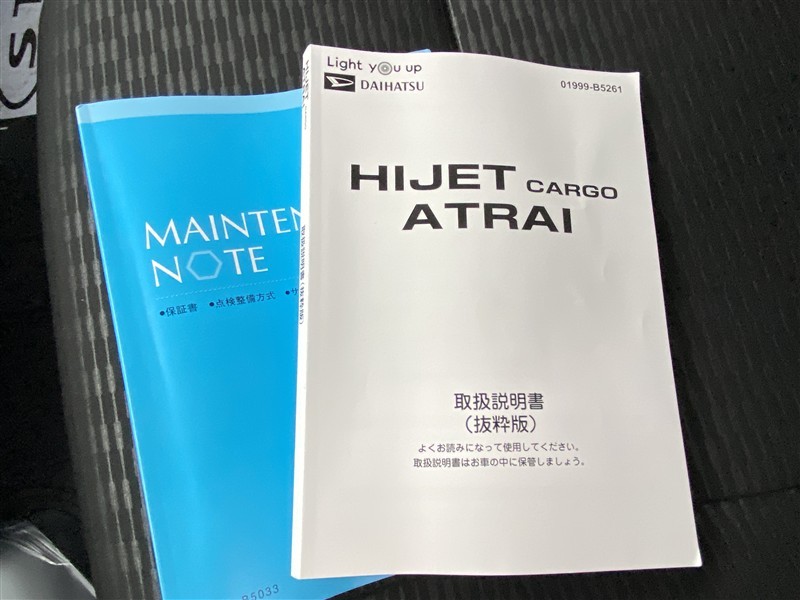 Light you up
DAIHATSU
01999-B5261
HIJET CARGO
ATRAI
取扱説明書
（抜粋版）
よくお読みになって使用してください。
取扱説明書はお車の中に保管しましょう。
MAINTEN
NOTE
●保証書 ●点検整備方式 ●サ
B5033
ST